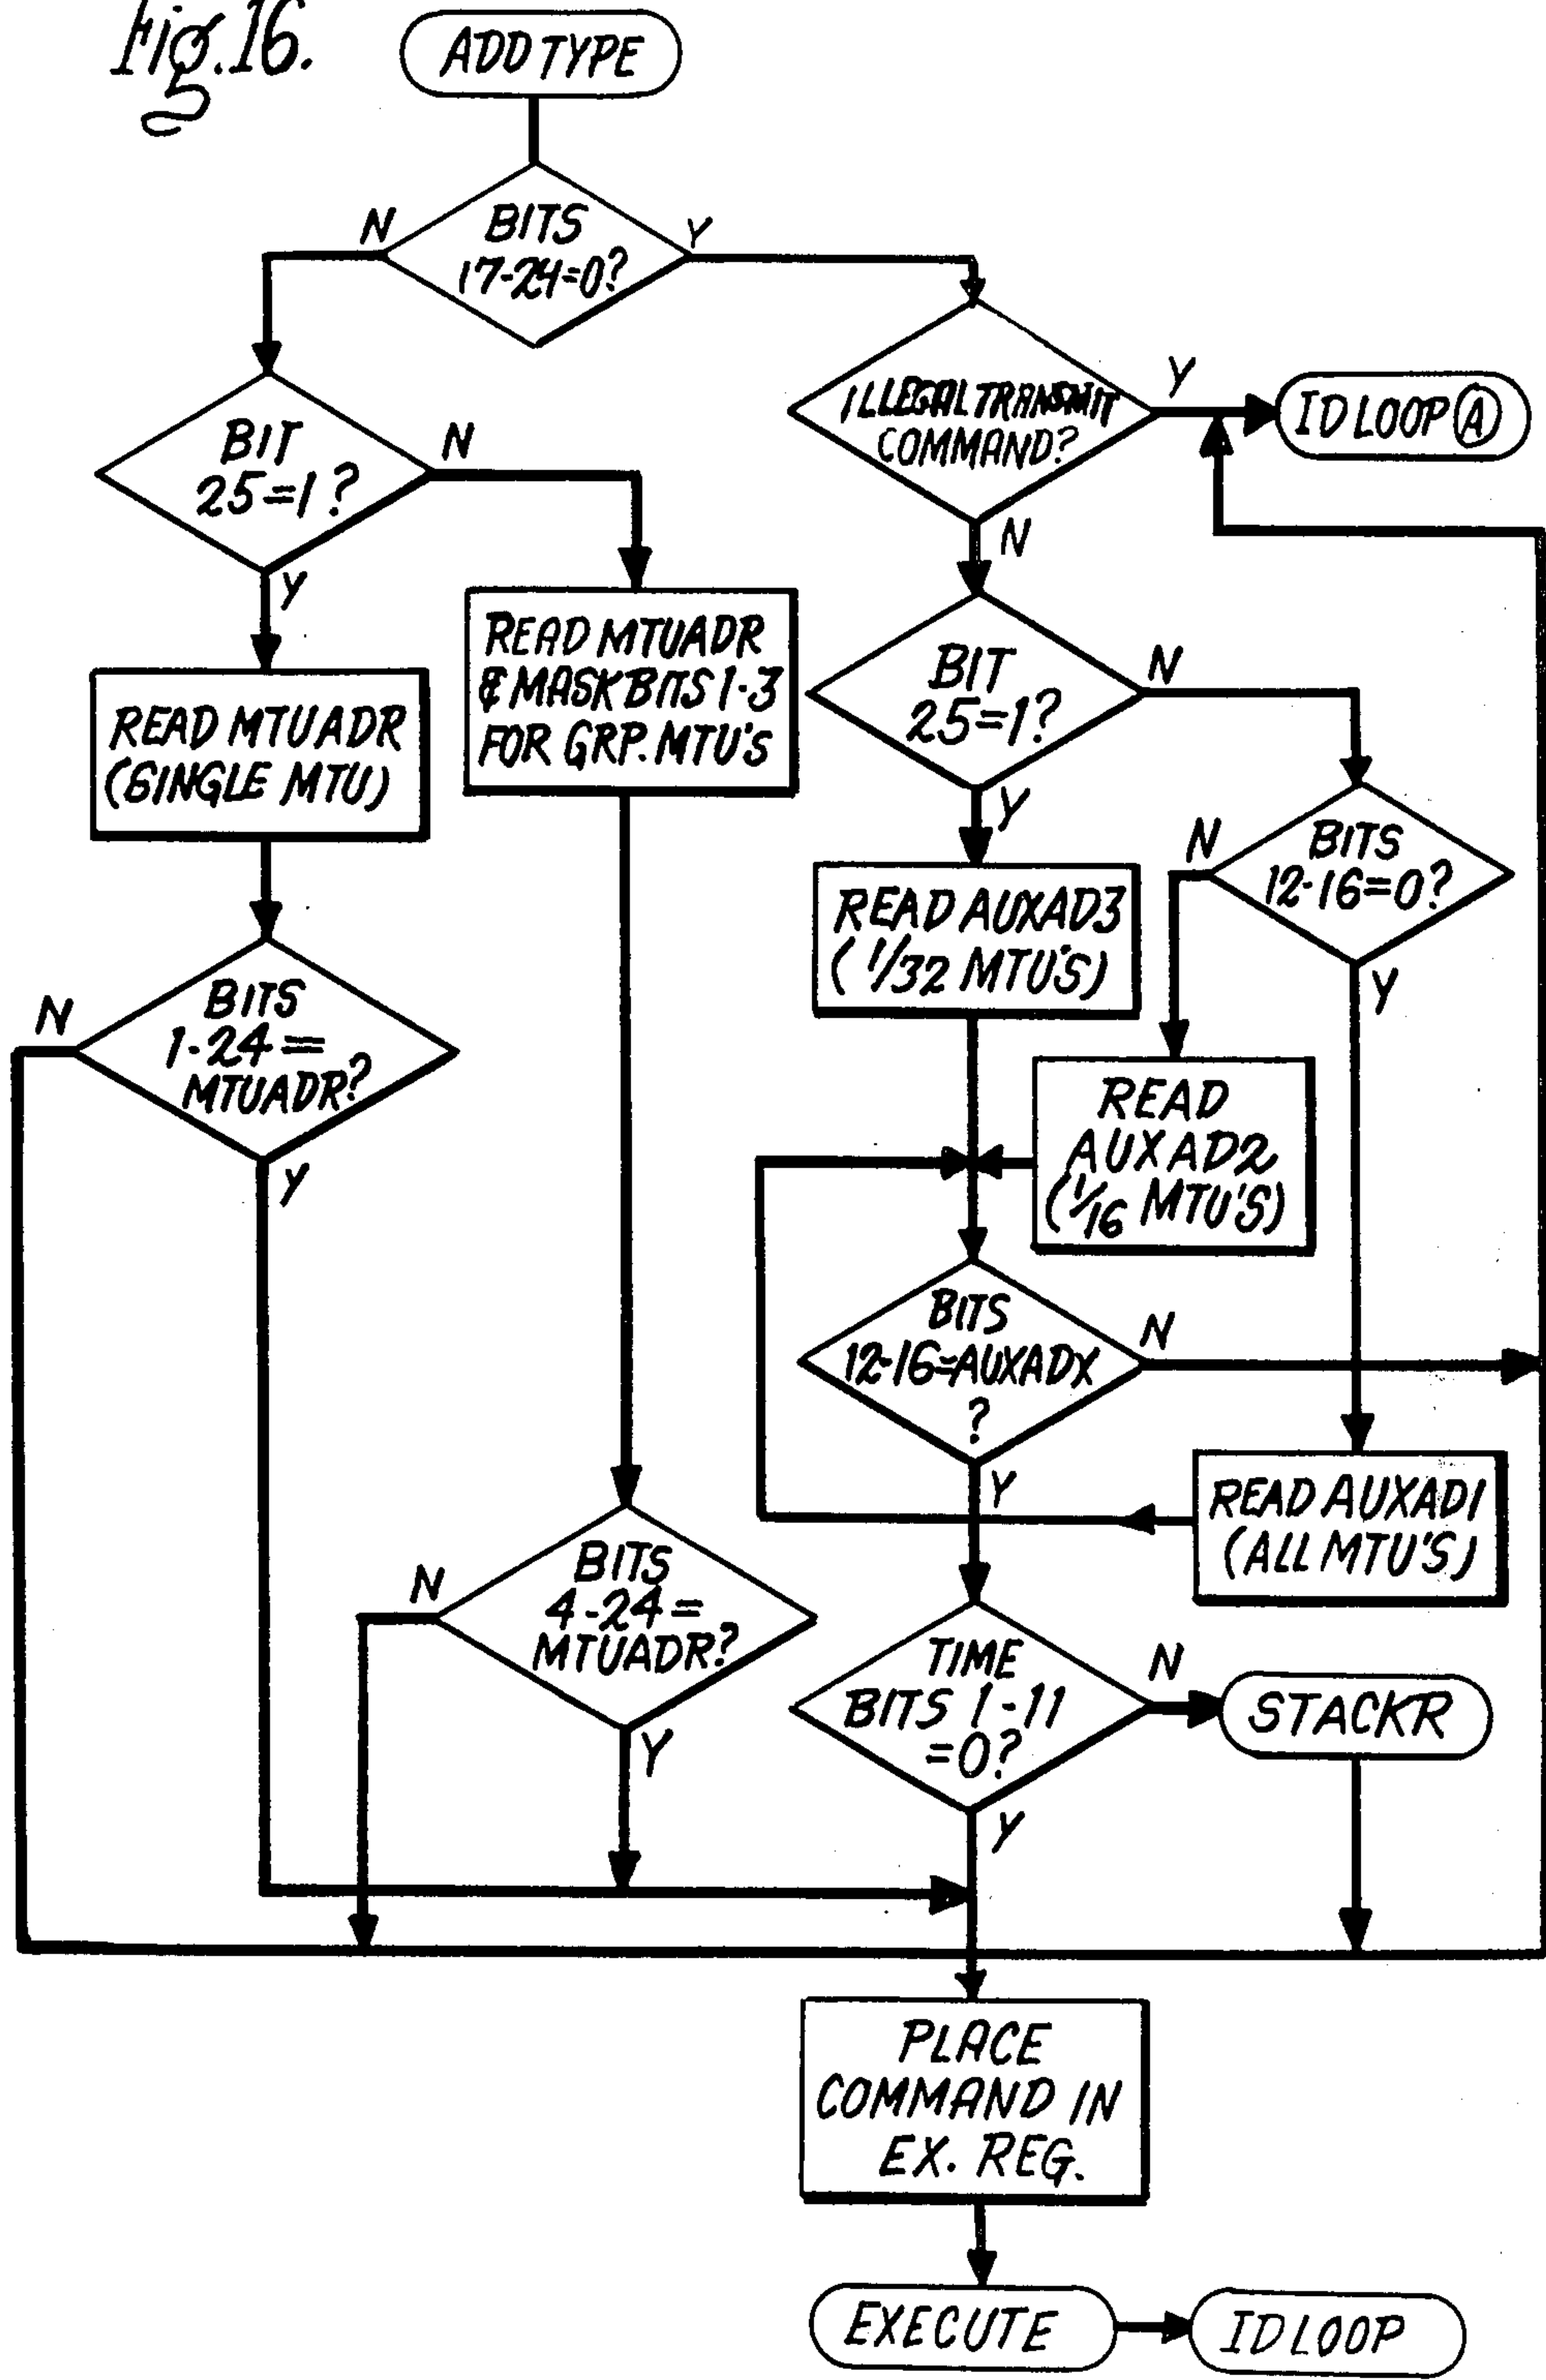 Fig. 16.
ADD TYPE
BITS
17-24=0?
N
Y
BIT
25=1?
N
Y
ILLEGAL TRANSMIT
COMMAND?
Y
N
ID LOOP A
READ MTUADR
(SINGLE MTU)
READ MTUADR
& MASK BITS 1-3
FOR GRP. MTU'S
BIT
25=1?
N
Y
READ AUXAD3
(1/32 MTU'S)
BITS
12-16=0?
N
Y
BITS
1-24=
MTUADR?
N
Y
READ
AUXAD2
(1/16 MTU'S)
BITS
12-16=AUXADX
?
N
Y
READ AUXAD1
(ALL MTU'S)
BITS
4-24=
MTUADR?
N
Y
TIME
BITS 1-11
=0?
N
Y
STACKR
PLACE
COMMAND IN
EX. REG.
EXECUTE
ID LOOP